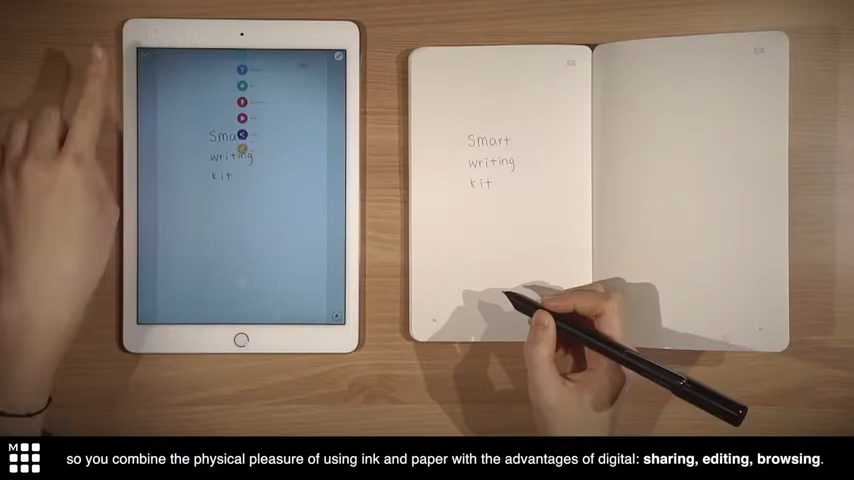 Sma
writing
kit
Smart
writing
kit
M
so you combine the physical pleasure of using ink and paper with the advantages of digital: sharing, editing, browsing.